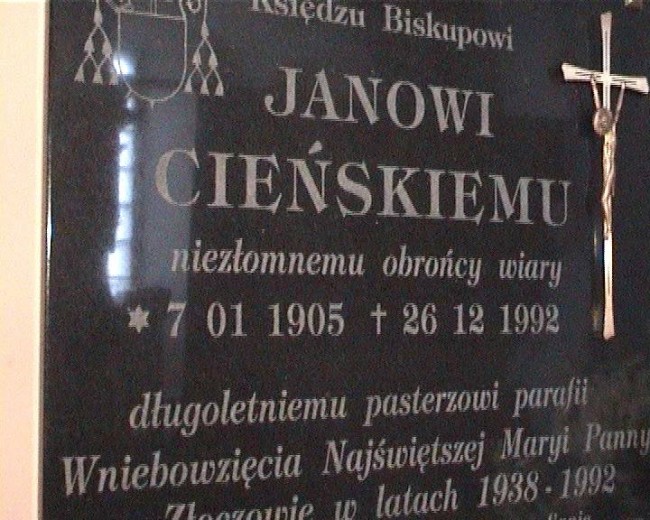 Księdzu Biskupowi
JANOWI
CIEŃSKIEMU
niezłomnemu obrońcy wiary
* 7 01 1905 † 26 12 1992
długoletniemu pasterzowi parafii
Wniebowzięcia Najświętszej Maryi Panny
Złoczowie w latach 1938-1992